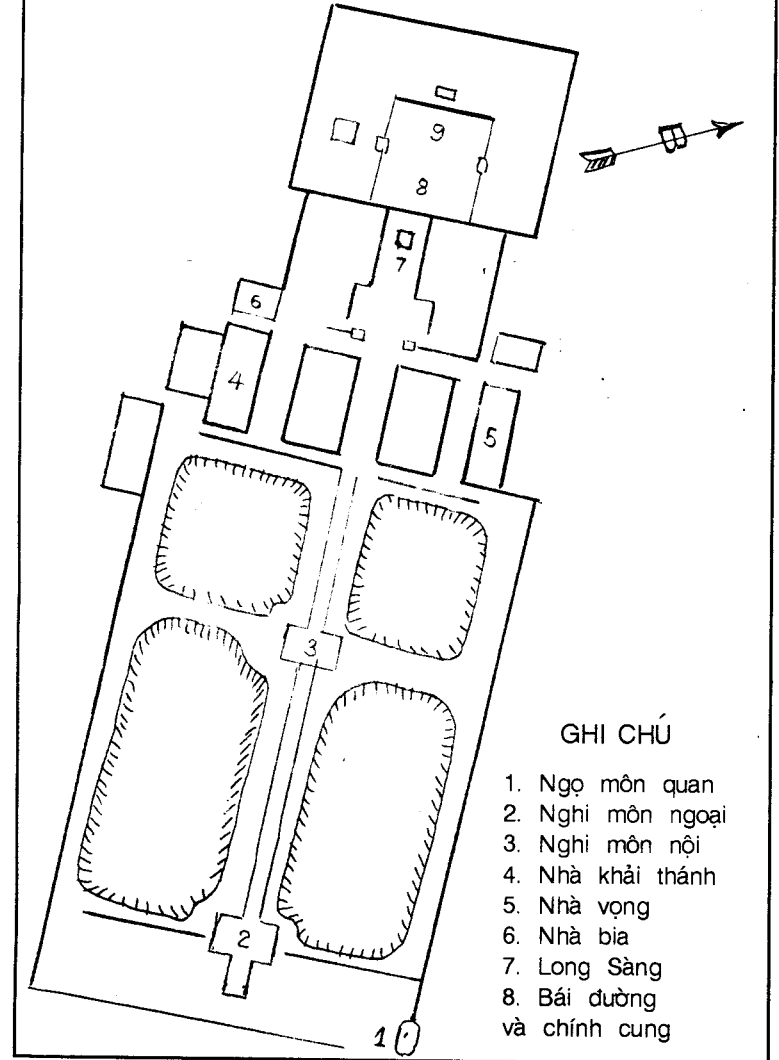 9
8
7
6
4
5
3
2
1
B
GHI CHÚ
1. Ngọ môn quan
2. Nghi môn ngoại
3. Nghi môn nội
4. Nhà khải thánh
5. Nhà vọng
6. Nhà bia
7. Long Sàng
8. Bái đường
và chính cung